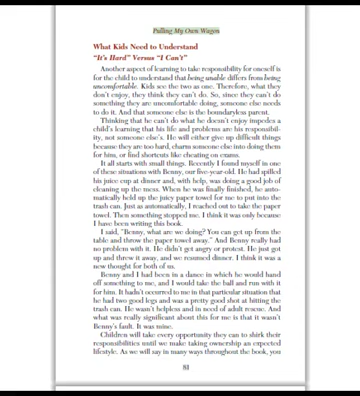 Pulling My Own Wagon
What Kids Need to Understand
"It's Hard" Versus "I Can't"
Another aspect of learning to take responsibility for oneself is
for the child to understand that being unable differs from being
uncomfortable. Kids see the two as one. Therefore, what they
don't enjoy, they think they can't do. So, since they can't do
something they are uncomfortable doing, someone else needs
to do it. And that someone else is the boundaryless parent.
Thinking that he can't do what he doesn't enjoy impedes a
child's learning that his life and problems are his responsibil-
ity, not someone else's. He will either give up difficult things
because they are too hard, charm someone else into doing them
for him, or find shortcuts like cheating on exams.
It all starts with small things. Recently I found myself in one
of these situations with Benny, our five-year-old. He had spilled
his juice cup at dinner and, with help, was doing a good job of
cleaning up the mess. When he was finally finished, he auto-
matically held up the juicy paper towel for me to put into the
trash can. Just as automatically, I reached out to take the paper
towel. Then something stopped me. I think it was only because
I have been writing this book.
I said, "Benny, what are we doing? You can get up from the
table and throw the paper towel away." And Benny really had
no problem with it. He didn't get angry or protest. He just got
up and threw it away, and we resumed dinner. I think it was a
new thought for both of us.
Benny and I had been in a dance in which he would hand
off something to me, and I would take the ball and run with it
for him. It hadn't occurred to me in that particular situation that
he had two good legs and was a pretty good shot at hitting the
trash can. He wasn't helpless and in need of adult rescue. And
what was really significant about this for me is that it wasn't
Benny's fault. It was mine.
Children will take every opportunity they can to shirk their
responsibilities until we make taking ownership an expected
lifestyle. As we will say in many ways throughout the book, you
81